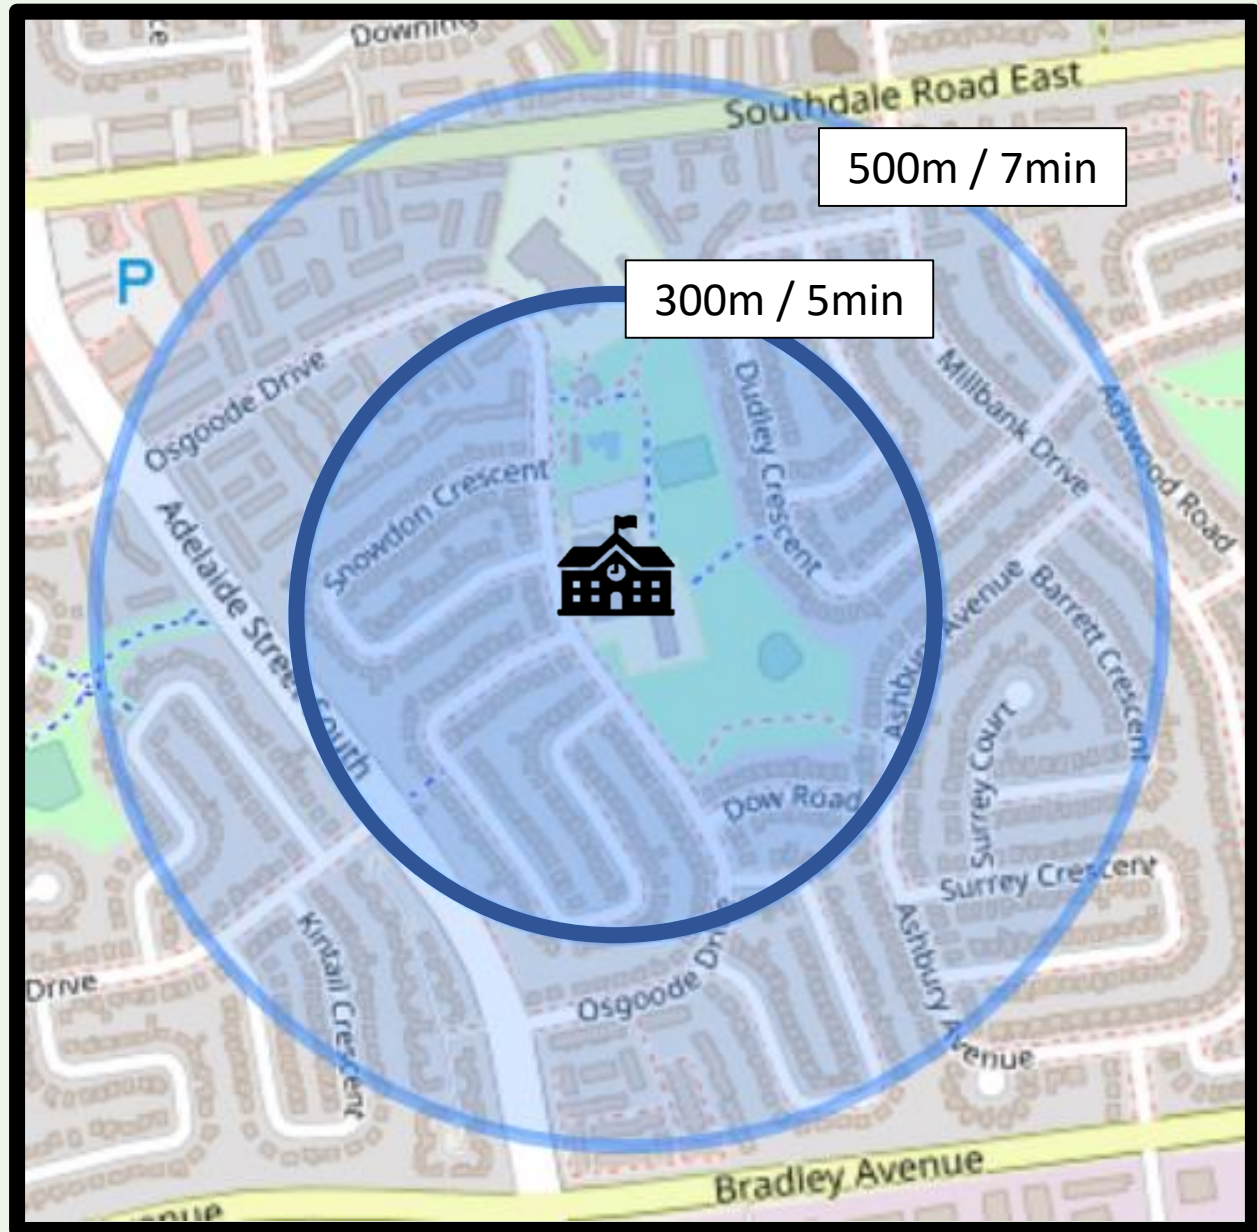 Downing
Southdale Road East
500m / 7min
P
300m / 5min
Osgoode Drive
Dudley Crescent
Millbank Drive
Adswood Road
Snowdon Crescent
Adelaide Street South
Ashbury Avenue
Barrett Crescent
Surrey Court
Dow Road
Surrey Crescent
Kintail Crescent
Drive
Osgoode Drive
Ashbury Avenue
Bradley Avenue
enue